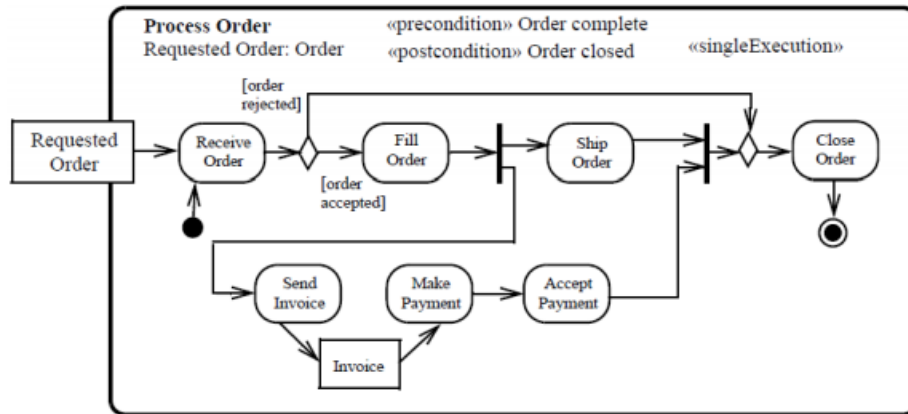 Process Order
«precondition» Order complete
Requested Order: Order
«postcondition» Order closed
«singleExecution»
[order
rejected]
Requested
Order
Receive
Order
Fill
Order
Ship
Order
Close
Order
[order
accepted]
Send
Invoice
Make
Payment
Accept
Payment
Invoice